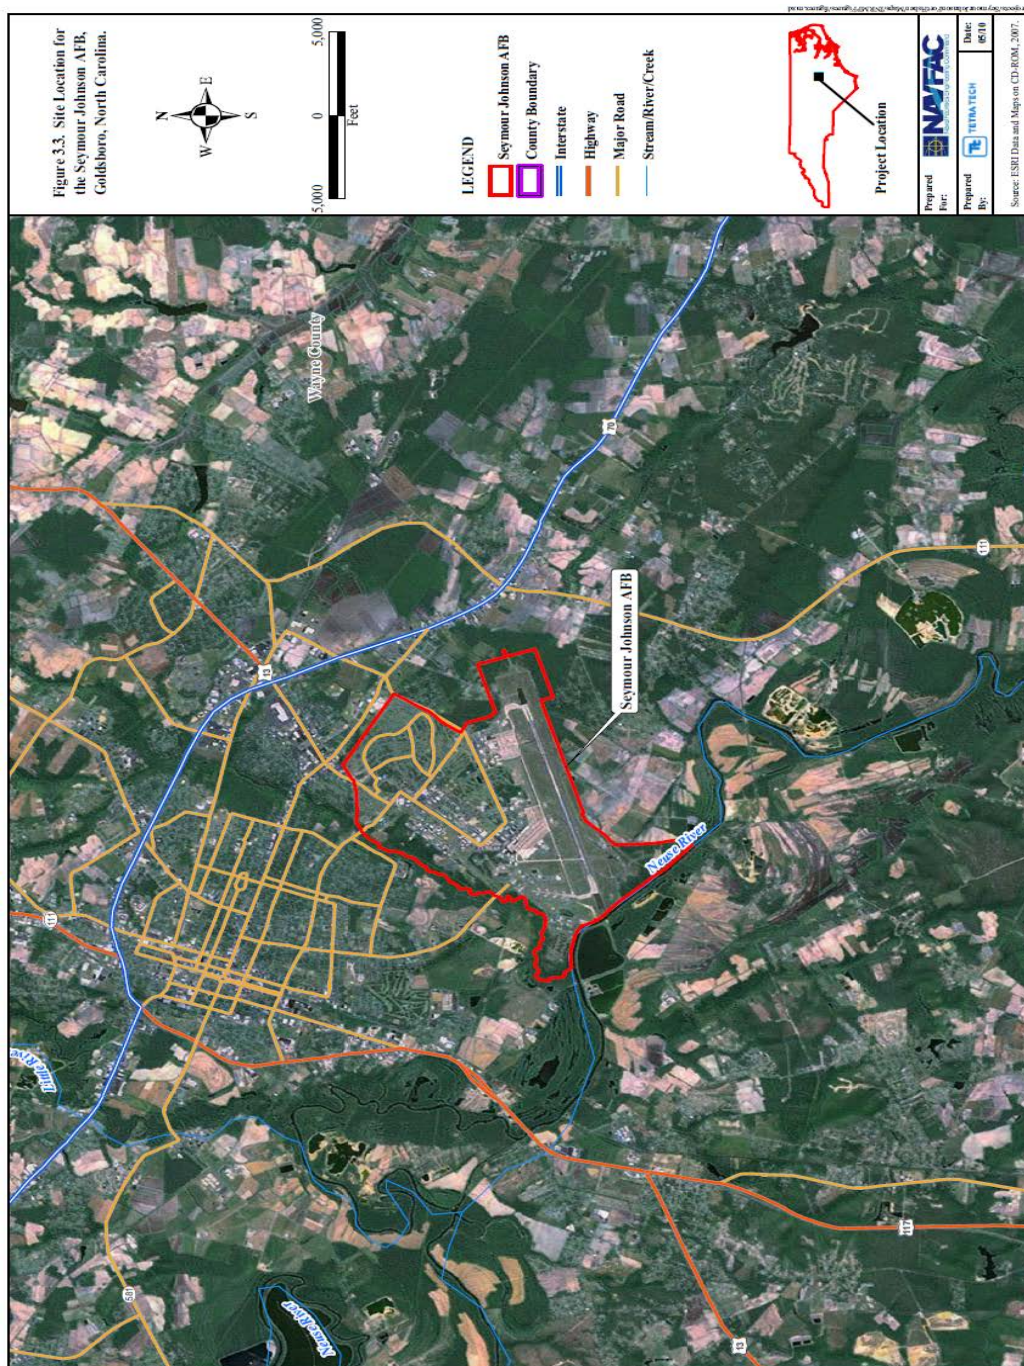 Figure 3.3. Site Location for
the Seymour Johnson AFB,
Goldsboro, North Carolina.
N
W
E
S
5,000
0
5,000
Feet
LEGEND
Seymour Johnson AFB
County Boundary
Interstate
Highway
Major Road
Stream/River/Creek
Project Location
Prepared
For:
NAVFAC
Prepared
By:
TETRA TECH
Date:
05/10
Source: ESRI Data and Maps on CD-ROM, 2007.
Wayne County
70
13
111
111
Seymour Johnson AFB
Neuse River
Little River
581
Neuse River
117
13